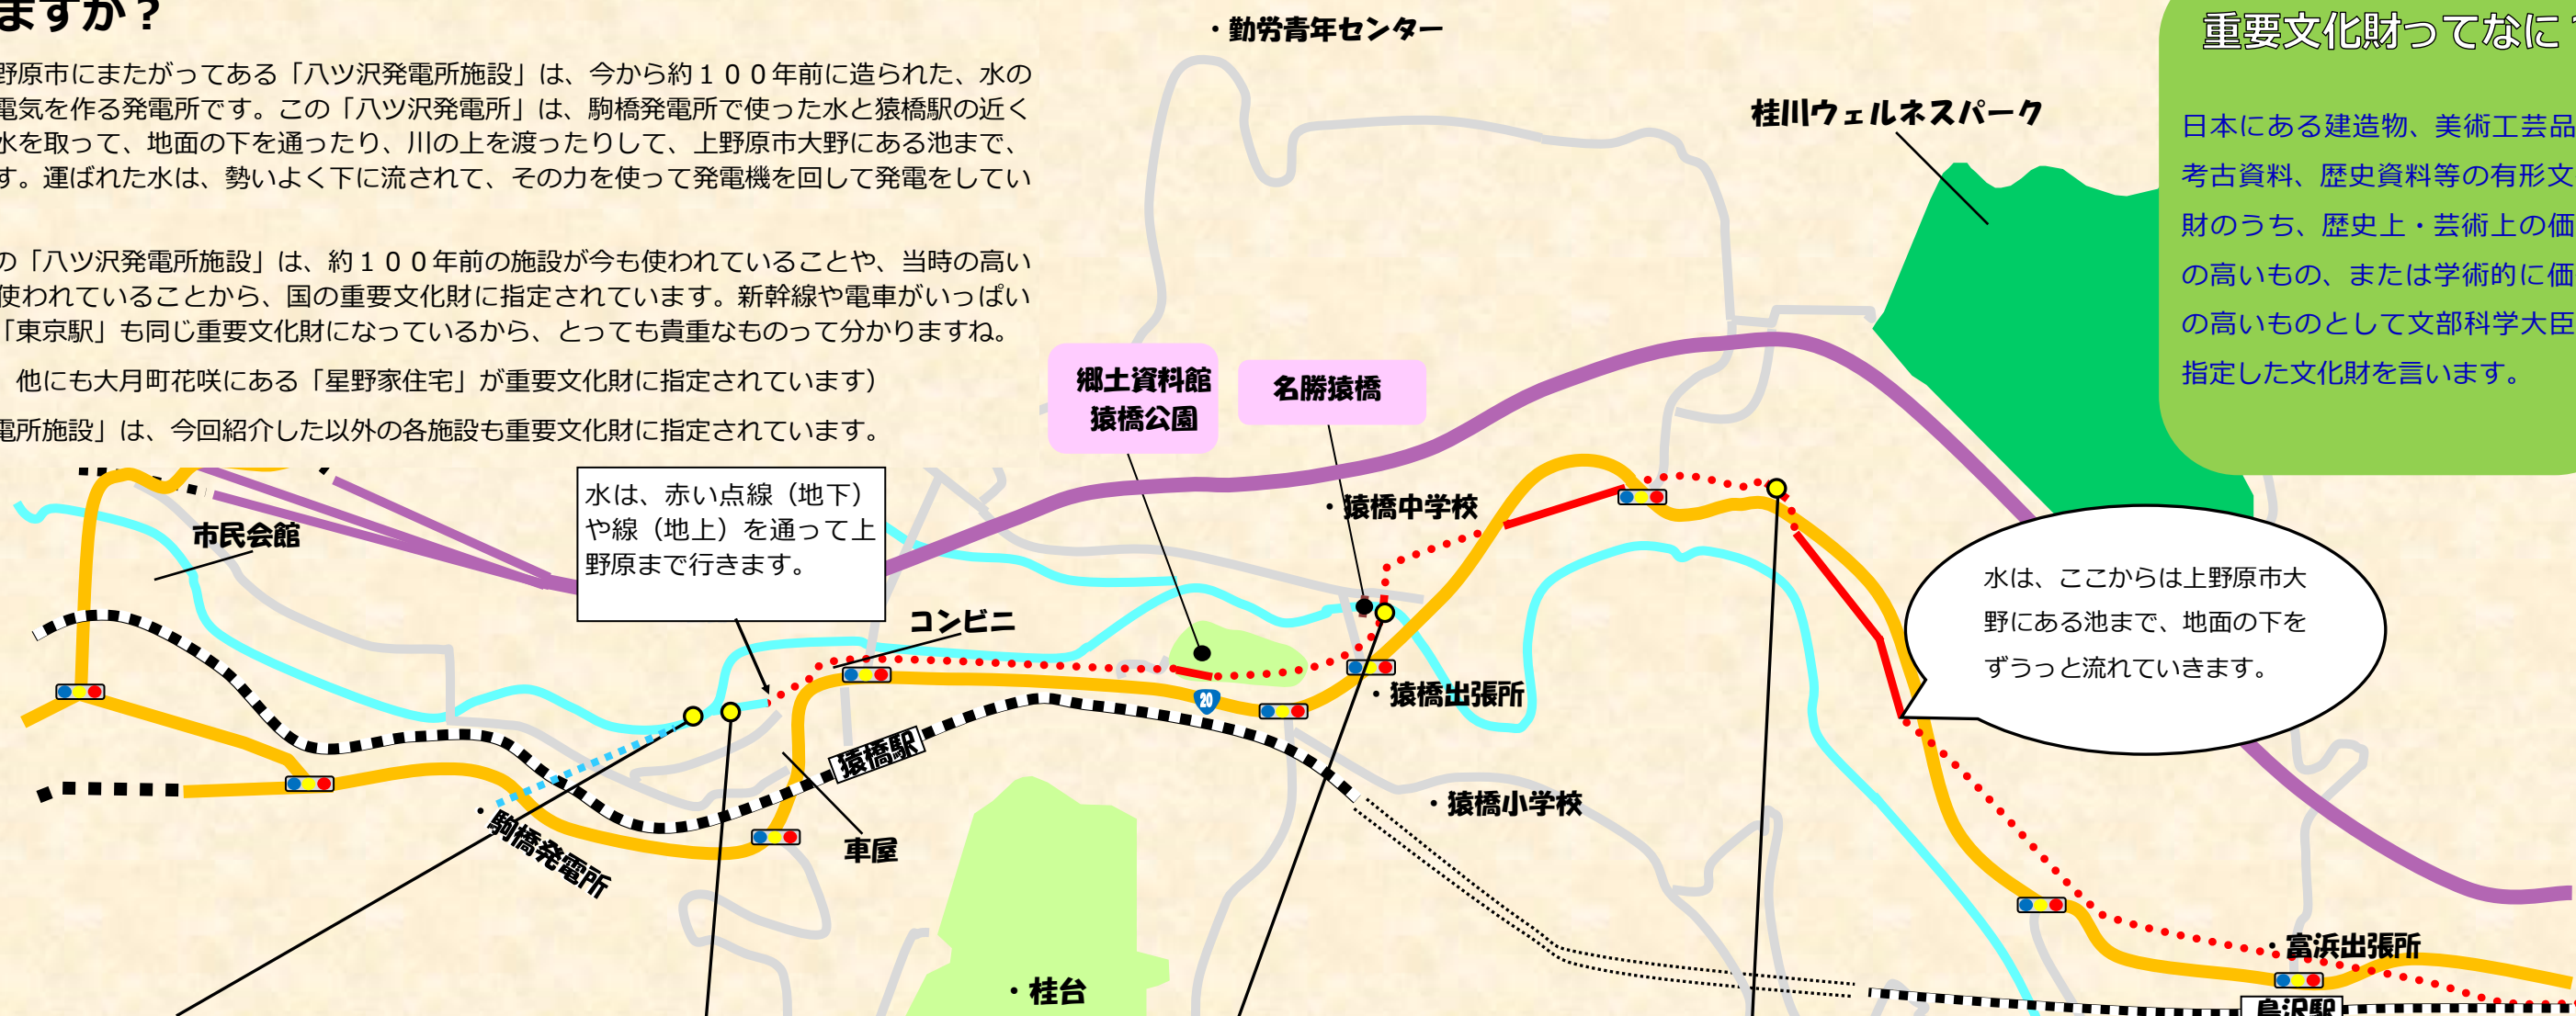 ますか？
野原市にまたがってある「八ツ沢発電所施設」は、今から約１００年前に造られた、水の
電気を作る発電所です。この「八ツ沢発電所」は、駒橋発電所で使った水と猿橋駅の近く
水を取って、地面の下を通ったり、川の上を渡ったりして、上野原市大野にある池まで、
す。運ばれた水は、勢いよく下に流されて、その力を使って発電機を回して発電をしてい
の「八ツ沢発電所施設」は、約１００年前の施設が今も使われていることや、当時の高い
使われていることから、国の重要文化財に指定されています。新幹線や電車がいっぱい
「東京駅」も同じ重要文化財になっているから、とっても貴重なものって分かりますね。
他にも大月町花咲にある「星野家住宅」が重要文化財に指定されています）
電所施設」は、今回紹介した以外の各施設も重要文化財に指定されています。
・勤労青年センター
桂川ウェルネスパーク
重要文化財ってなに？
日本にある建造物、美術工芸品
考古資料、歴史資料等の有形文
財のうち、歴史上・芸術上の価
の高いもの、または学術的に価
の高いものとして文部科学大臣
指定した文化財を言います。
郷土資料館
猿橋公園
名勝猿橋
水は、赤い点線（地下）
や線（地上）を通って上
野原まで行きます。
市民会館
・猿橋中学校
コンビニ
水は、ここからは上野原市大
野にある池まで、地面の下を
ずうっと流れていきます。
20
・猿橋出張所
猿橋駅
・猿橋小学校
・駒橋発電所
車屋
・富浜出張所
・桂台
鳥沢駅